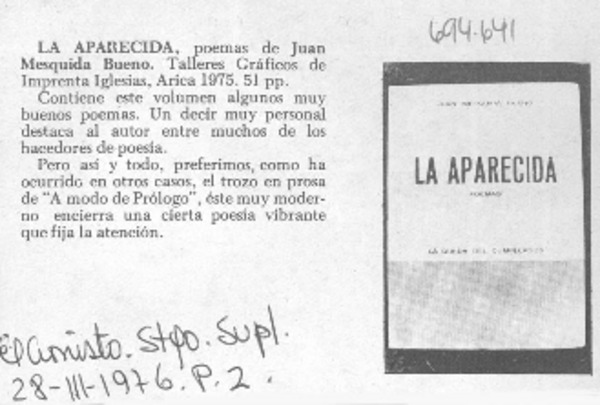 694-641
LA APARECIDA, poemas de Juan
Mesquida Bueno. Talleres Gráficos de
Imprenta Iglesias, Arica 1975. 51 pp.
Contiene este volumen algunos muy
buenos poemas. Un decir muy personal
destaca al autor entre muchos de los
hacedores de poesía.
Pero así y todo, preferimos, como ha
ocurrido en otros casos, el trozo en prosa
de “A modo de Prólogo”, éste muy moder-
no encierra una cierta poesía vibrante
que fija la atención.
LA APARECIDA
POEMAS
Stgo. Supl.
28-III-1976. P. 2.